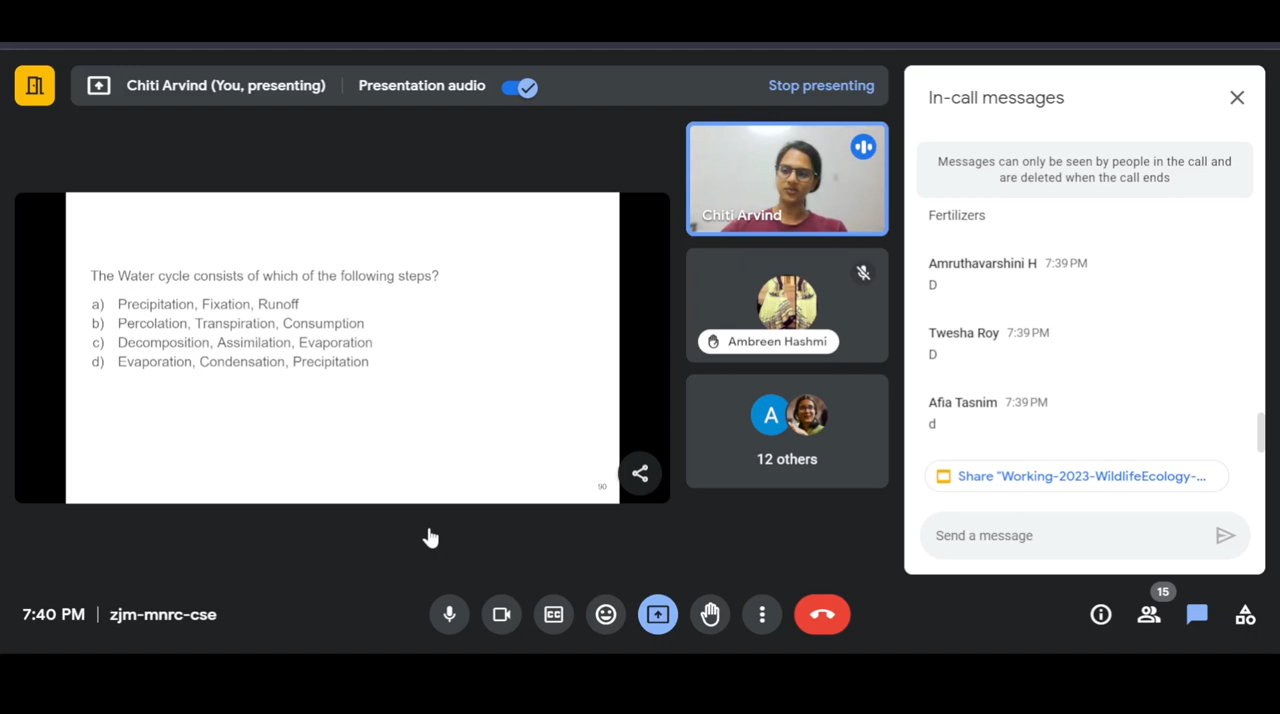 Chiti Arvind (You, presenting)
Presentation audio
Stop presenting
The Water cycle consists of which of the following steps?
a) Precipitation, Fixation, Runoff
b) Percolation, Transpiration, Consumption
c) Decomposition, Assimilation, Evaporation
d) Evaporation, Condensation, Precipitation
90
Chiti Arvind
Ambreen Hashmi
A
12 others
In-call messages
Messages can only be seen by people in the call and
are deleted when the call ends
Fertilizers
Amruthavarshini H 7:39 PM
D
Twesha Roy 7:39 PM
D
Afia Tasnim 7:39 PM
d
Share "Working-2023-WildlifeEcology-...
Send a message
7:40 PM | zjm-mnrc-cse
CC
15